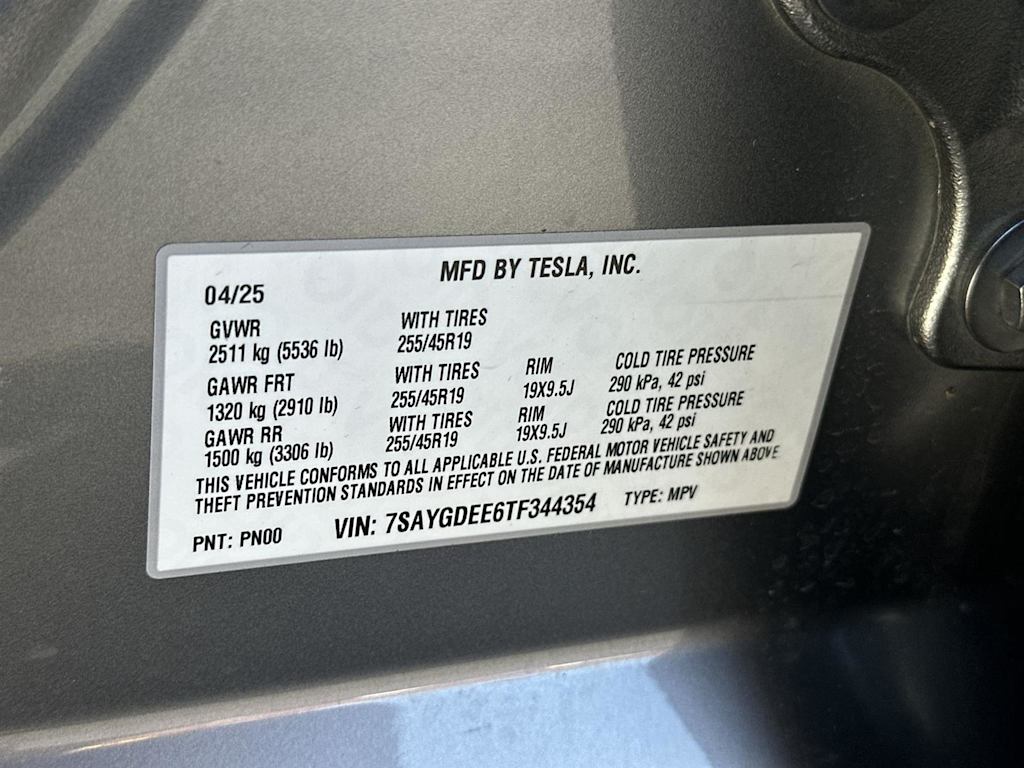 MFD BY TESLA, INC.
04/25
GVWR WITH TIRES
2511 kg (5536 lb) 255/45R19
GAWR FRT WITH TIRES RIM COLD TIRE PRESSURE
1320 kg (2910 lb) 255/45R19 19X9.5J 290 kPa, 42 psi
GAWR RR WITH TIRES RIM COLD TIRE PRESSURE
1500 kg (3306 lb) 255/45R19 19X9.5J 290 kPa, 42 psi
THIS VEHICLE CONFORMS TO ALL APPLICABLE U.S. FEDERAL MOTOR VEHICLE SAFETY AND
THEFT PREVENTION STANDARDS IN EFFECT ON THE DATE OF MANUFACTURE SHOWN ABOVE
PNT: PN00 VIN: 7SAYGDEE6TF344354 TYPE: MPV